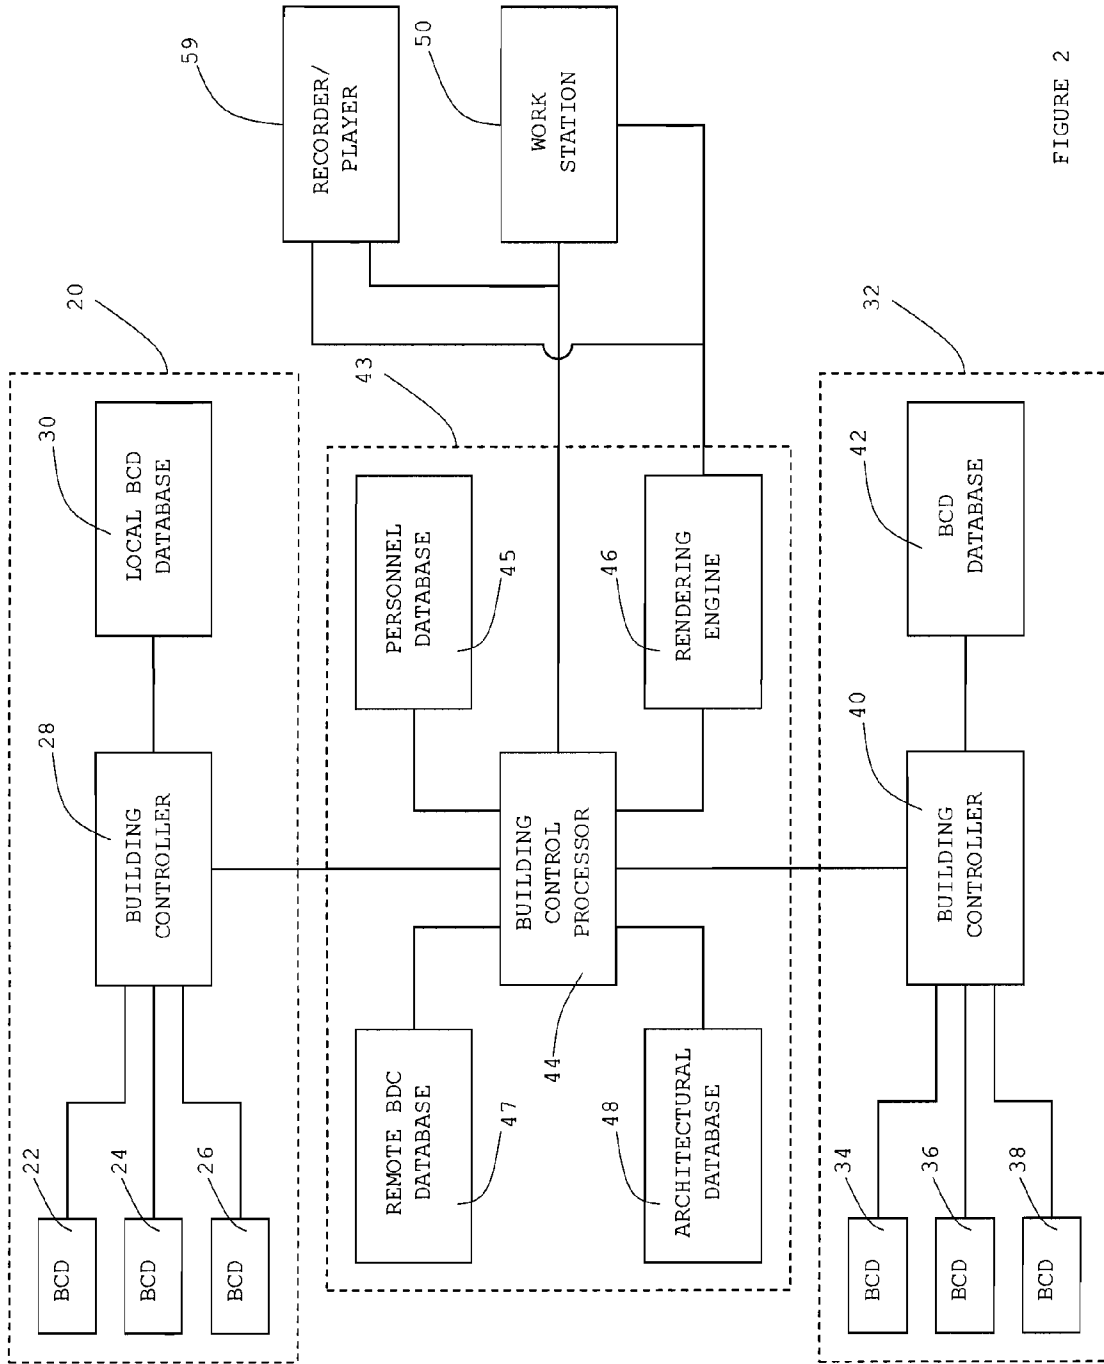 BCD
22
BCD
24
BCD
26
BUILDING
CONTROLLER
28
LOCAL BCD
DATABASE
30
20
REMOTE BDC
DATABASE
47
PERSONNEL
DATABASE
45
43
RECORDER/
PLAYER
59
BUILDING
CONTROL
PROCESSOR
44
WORK
STATION
50
ARCHITECTURAL
DATABASE
48
RENDERING
ENGINE
46
BCD
34
BCD
36
BCD
38
BUILDING
CONTROLLER
40
BCD
DATABASE
42
32
FIGURE 2